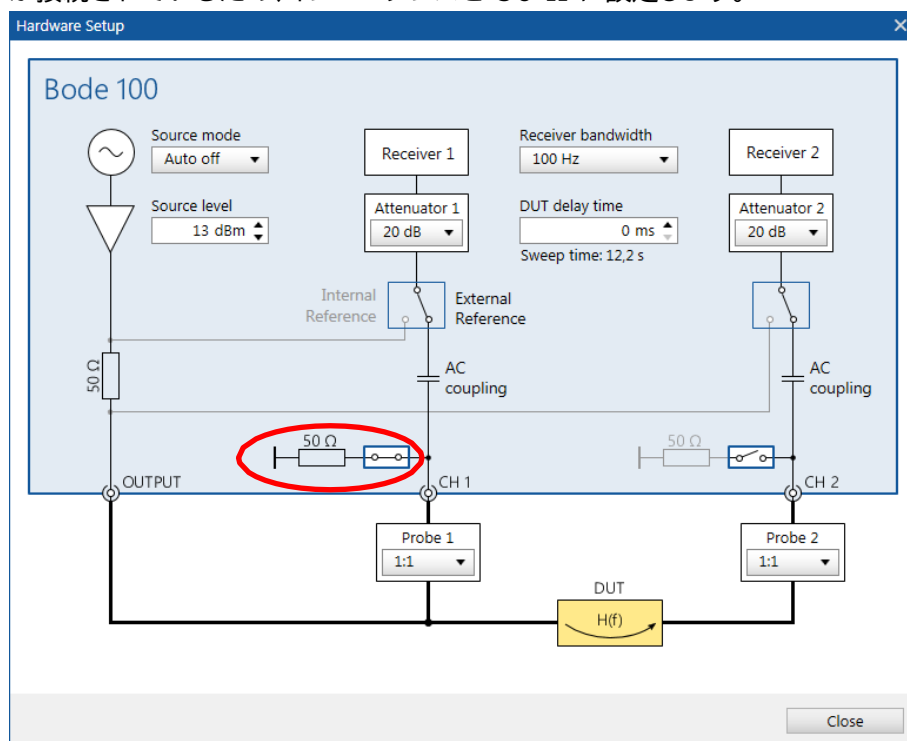 Hardware Setup
Bode 100
Source mode
Auto off
Source level
13 dBm
Receiver 1
Attenuator 1
20 dB
Receiver bandwidth
100 Hz
DUT delay time
0 ms
Sweep time: 12,2 s
Receiver 2
Attenuator 2
20 dB
Internal
Reference
External
Reference
50 Ω
AC
coupling
AC
coupling
50 Ω
50 Ω
OUTPUT
CH 1
CH 2
Probe 1
1:1
Probe 2
1:1
DUT
H(f)
Close